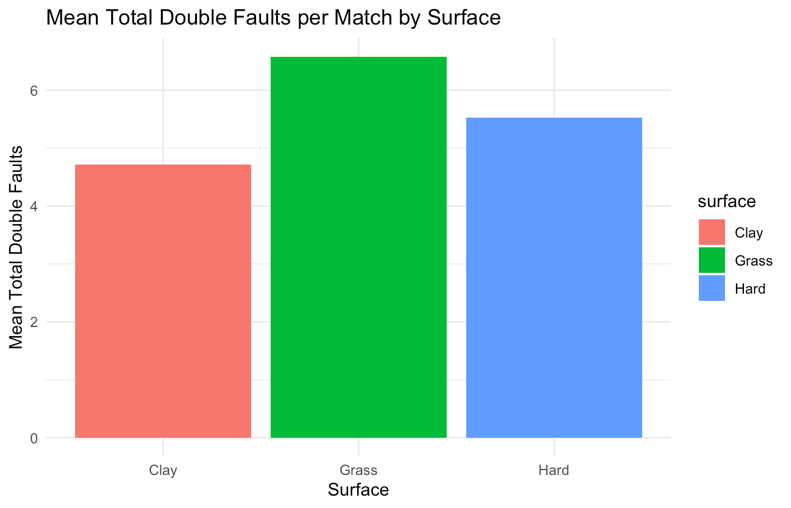 Mean Total Double Faults per Match by Surface
Mean Total Double Faults
6
4
2
0
Clay
Grass
Hard
Surface
surface
Clay
Grass
Hard